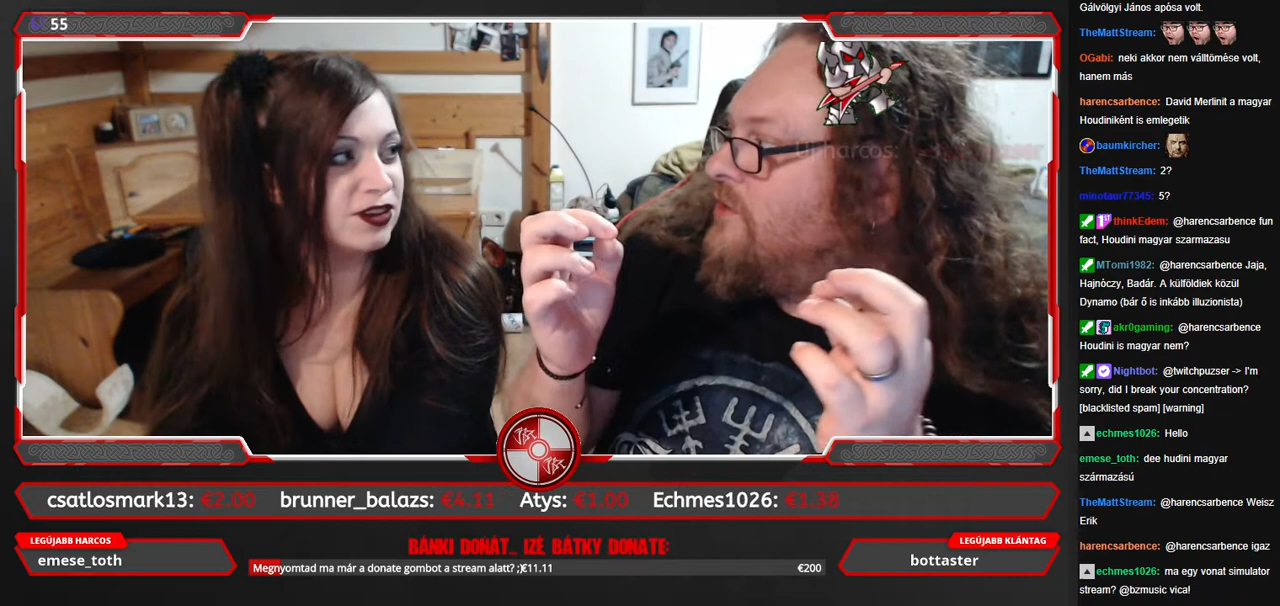 55
csatlosmark13: €2.00 brunner_balazs: €4.11 Atys: €1.00 Echmes1026: €1.38
LEGÚJABB HARCOS
emese_toth
BÁNKI DONÁT... IZÉ BÁTKY DONATE:
Megnyomtad ma már a donate gombot a stream alatt? ;)€11.11 €200
LEGÚJABB KLÁNTAG
bottaster
Gálvölgyi János apósa volt.
TheMattStream:
OGabi: neki akkor nem válltömése volt,
hanem más
harencsarbence: David Merlinit a magyar
Houdiniként is emlegetik
baumkircher:
TheMattStream: 2?
minotaur77345: 5?
thinkEdem: @harencsarbence fun
fact, Houdini magyar szarmazasu
MTomi1982: @harencsarbence Jaja,
Hajnóczy, Badár. A külföldiek közül
Dynamo (bár ő is inkább illuzionista)
akr0gaming: @harencsarbence
Houdini is magyar nem?
Nightbot: @twitchpuzser -> I'm
sorry, did I break your concentration?
[blacklisted spam] [warning]
echmes1026: Hello
emese_toth: dee hudini magyar
származású
TheMattStream: @harencsarbence Weisz
Erik
harencsarbence: @harencsarbence igaz
echmes1026: ma egy vonat simulator
stream? @bzmusic vica!